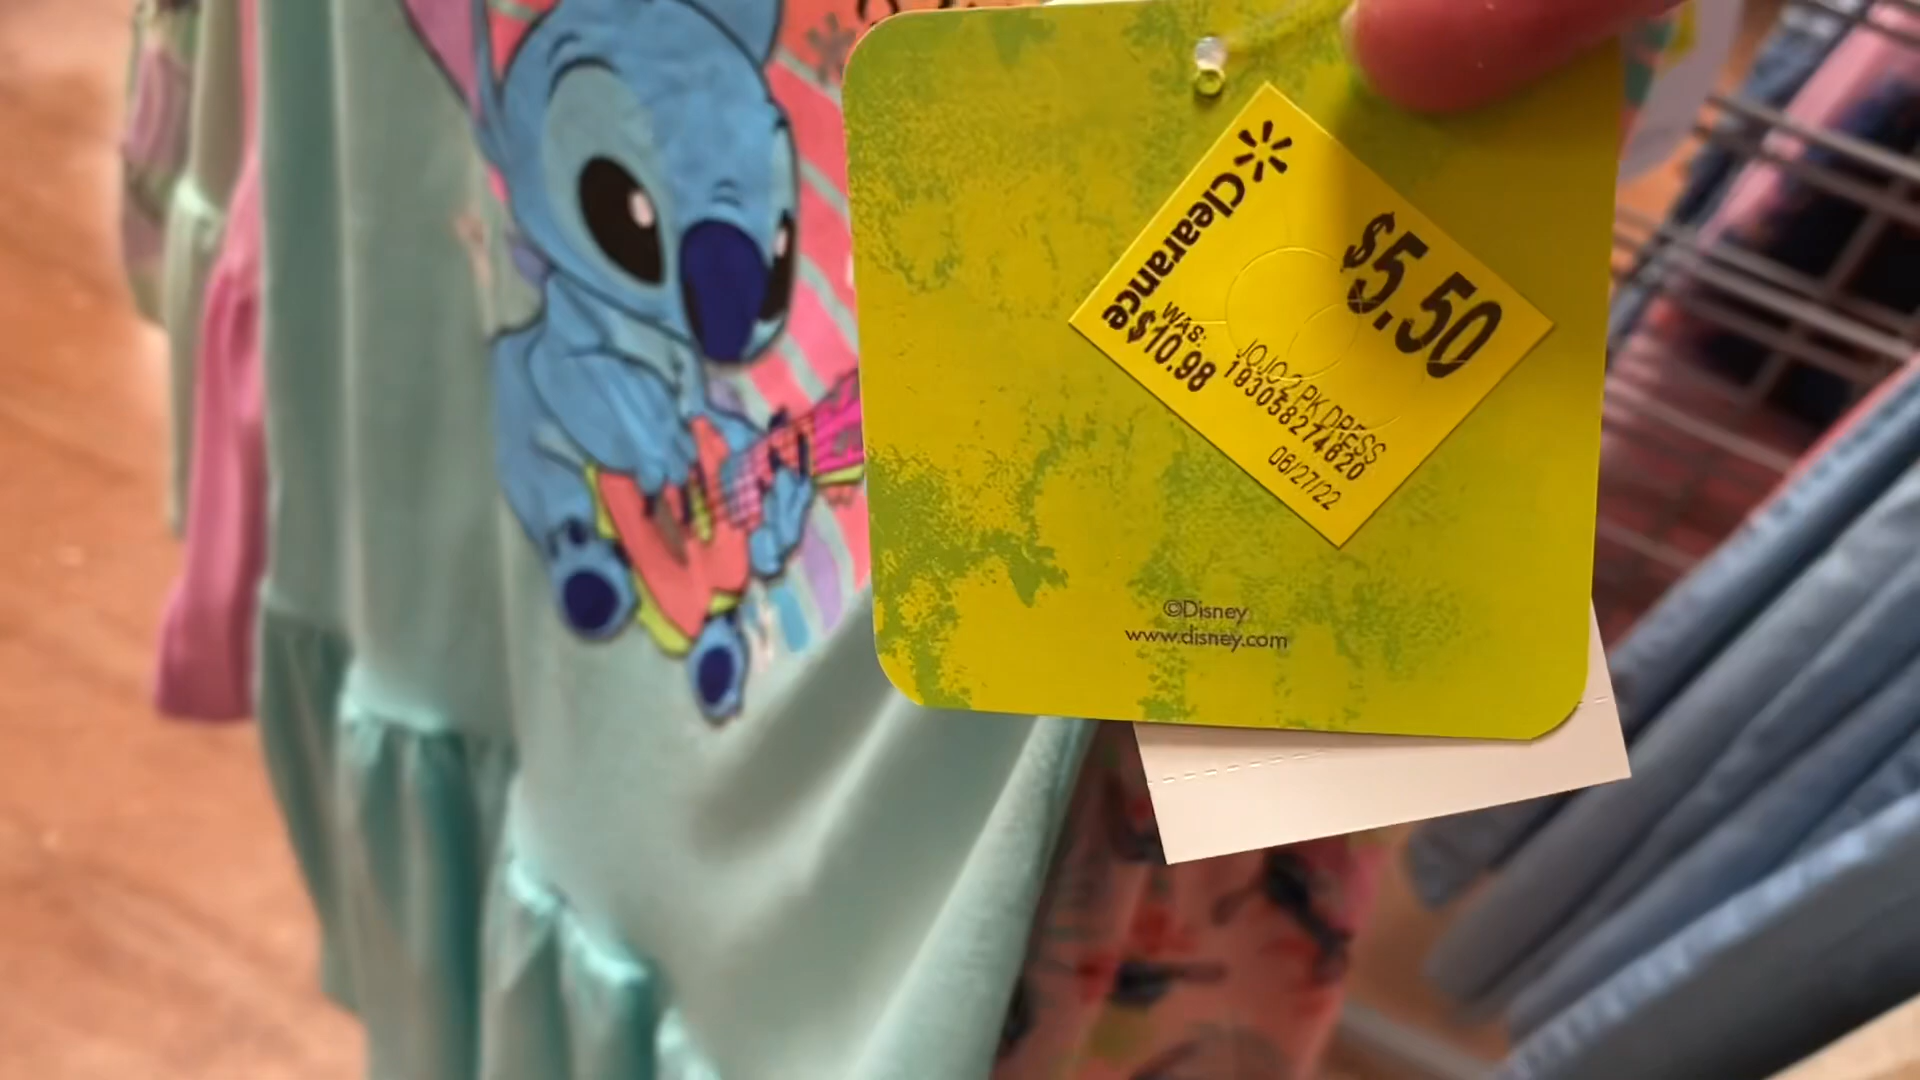 Clearance
$5.50
WAS:
$10.98
JOJO 2 PK DRESS
193058274620
06/27/22
©Disney
www.disney.com